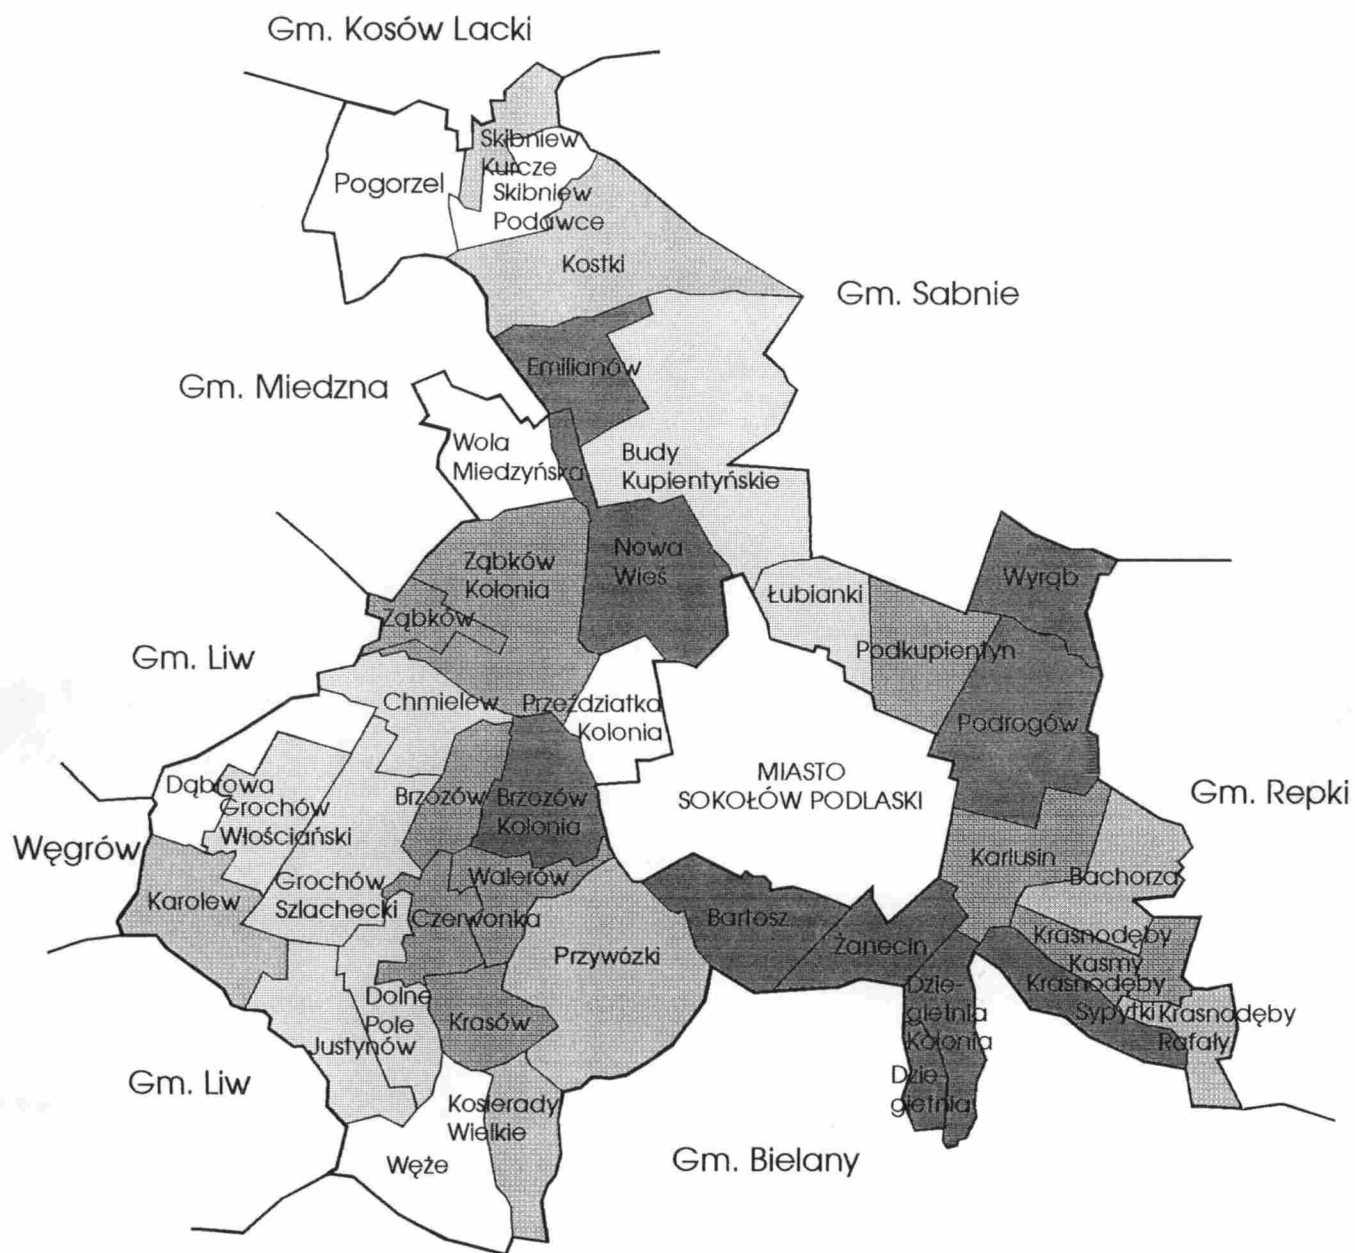 Gm. Kosów Lacki
Skibniew
Kurcze
Pogorzel
Skibniew
Podawce
Kostki
Gm. Sabnie
Emilianów
Gm. Miedzna
Wola
Miedzyńska
Budy
Kupientyńskie
Ząbków
Kolonia
Nowa
Wieś
Wyrąb
Łubianki
Ząbków
Gm. Liw
Podkupientyn
Chmielew
Przeździatka
Kolonia
Podrogów
MIASTO
SOKOŁÓW PODLASKI
Dąbrowa
Grochów
Włościański
Brzozów
Brzozów
Kolonia
Gm. Repki
Węgrów
Karlusin
Bachorza
Walerów
Grochów
Szlachecki
Karolew
Czerwonka
Bartosz
Żanecin
Przywózki
Krasnodęby
Kasmy
Krasnodęby
Sypytki
Krasnodęby
Rafały
Dzie-
gietnia
Kolonia
Dolne
Pole
Krasów
Justynów
Dzie
gietnia
Gm. Liw
Kosierady
Wielkie
Węże
Gm. Bielany